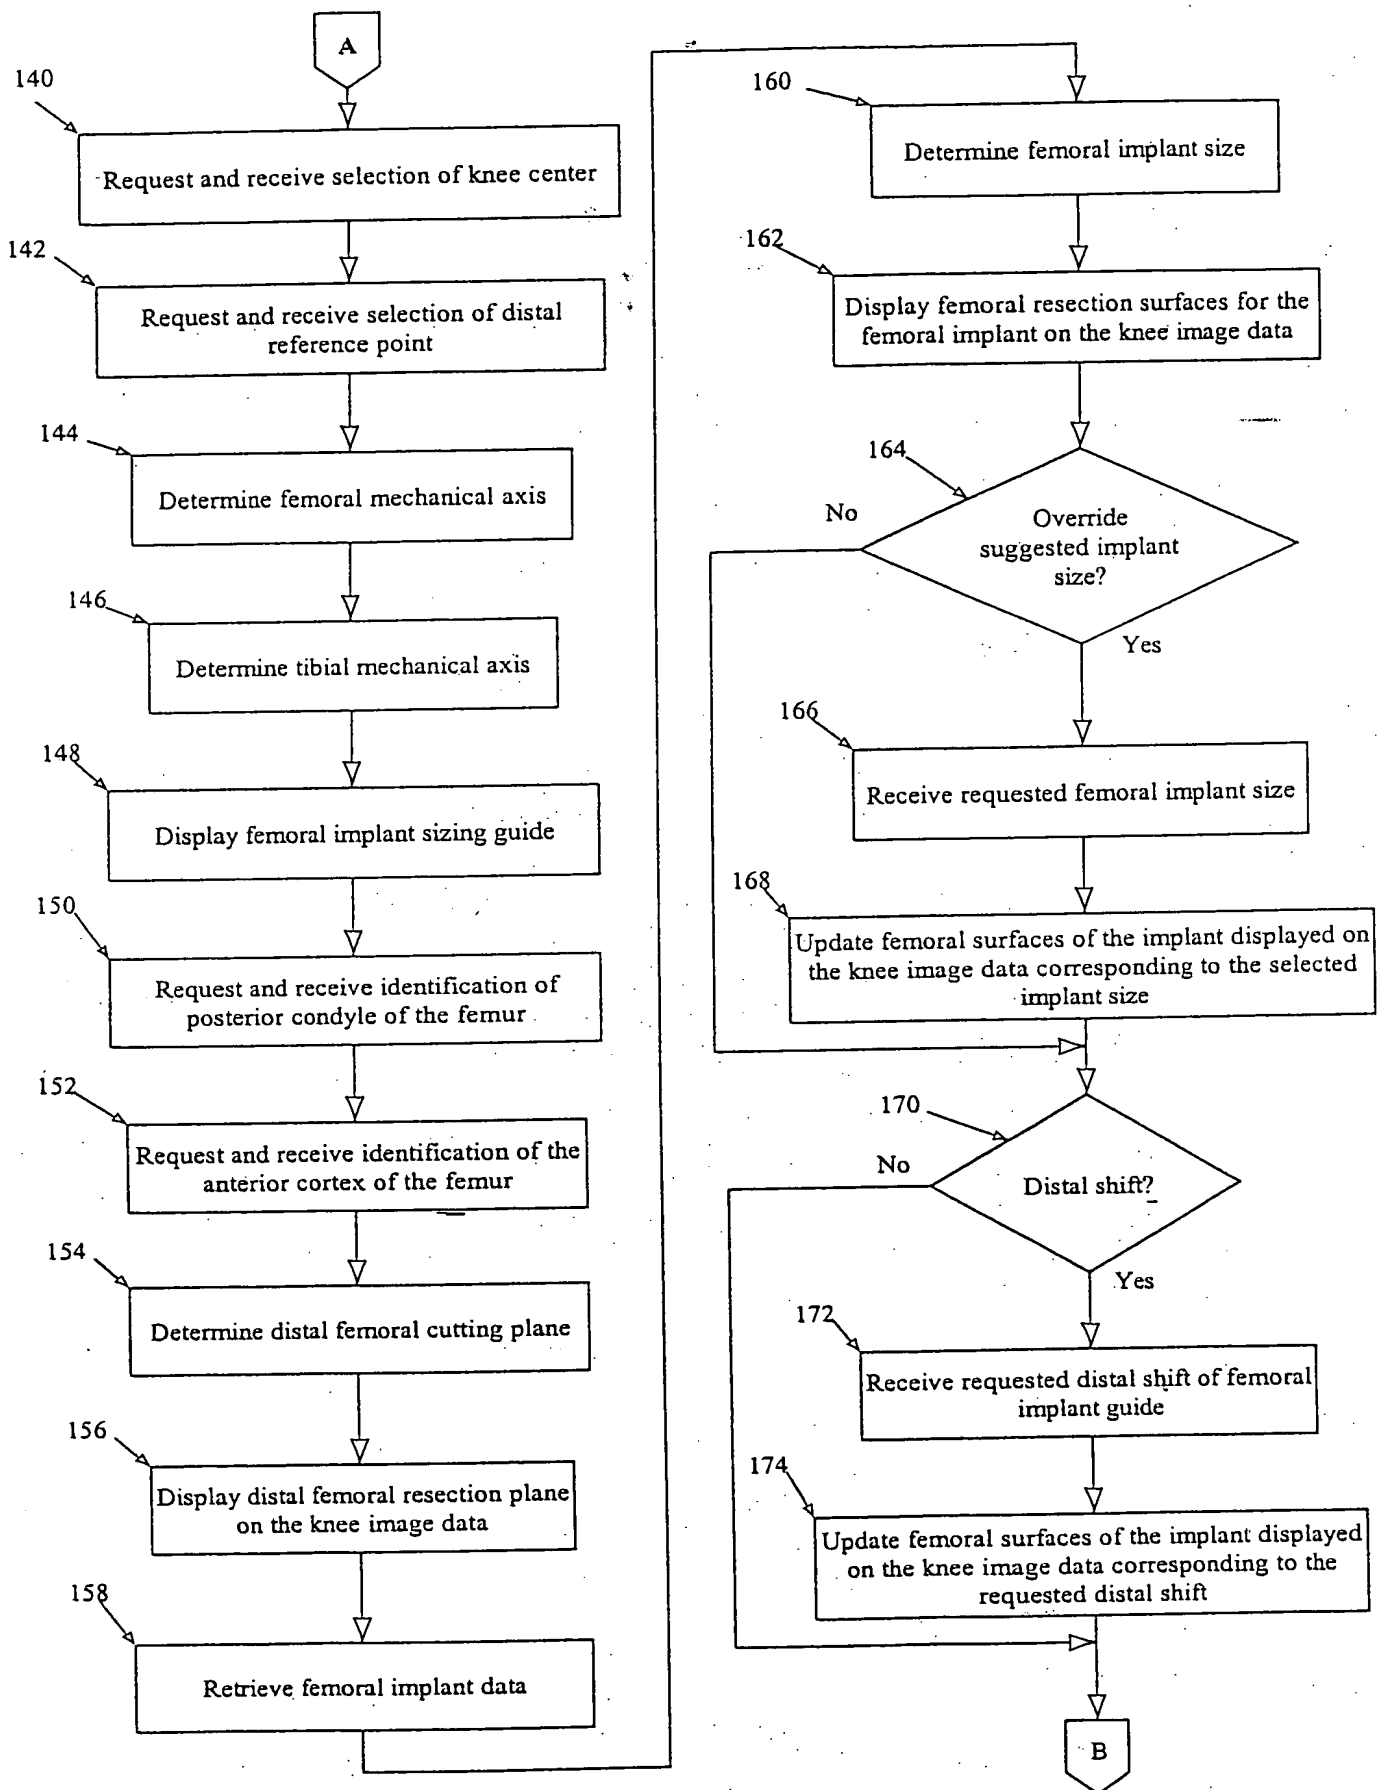 A
140
Request and receive selection of knee center
142
Request and receive selection of distal
reference point
144
Determine femoral mechanical axis
146
Determine tibial mechanical axis
148
Display femoral implant sizing guide
150
Request and receive identification of
posterior condyle of the femur
152
Request and receive identification of the
anterior cortex of the femur
154
Determine distal femoral cutting plane
156
Display distal femoral resection plane
on the knee image data
158
Retrieve femoral implant data
160
Determine femoral implant size
162
Display femoral resection surfaces for the
femoral implant on the knee image data
164
No
Override
suggested implant
size?
Yes
166
Receive requested femoral implant size
168
Update femoral surfaces of the implant displayed on
the knee image data corresponding to the selected
implant size
170
No
Distal shift?
Yes
172
Receive requested distal shift of femoral
implant guide
174
Update femoral surfaces of the implant displayed
on the knee image data corresponding to the
requested distal shift
B